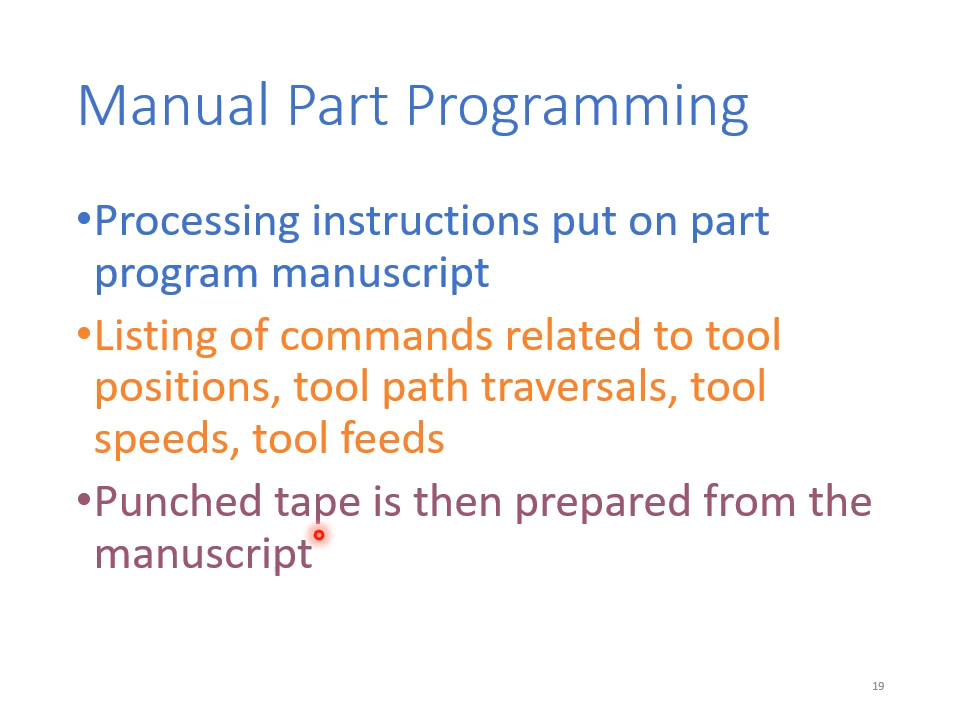 Manual Part Programming
•Processing instructions put on part
program manuscript
•Listing of commands related to tool
positions, tool path traversals, tool
speeds, tool feeds
•Punched tape is then prepared from the
manuscript
19